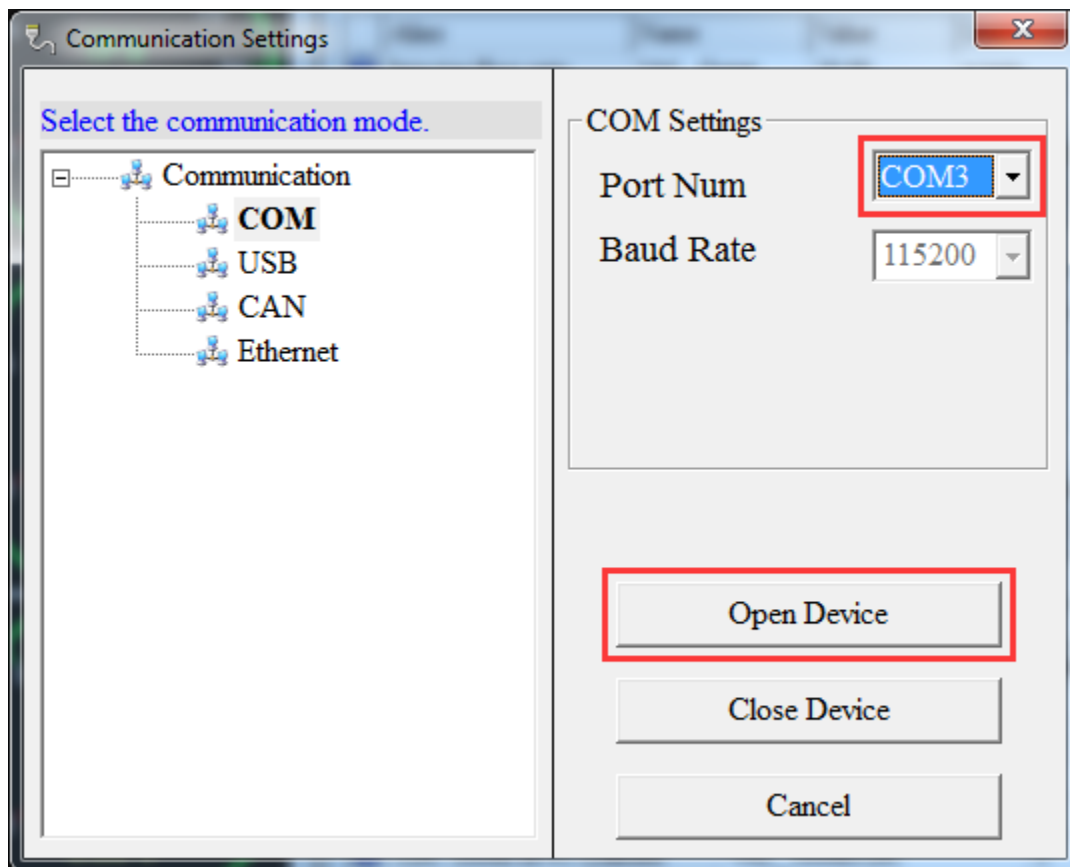 Communication Settings
Select the communication mode.
Communication
COM
USB
CAN
Ethernet
COM Settings
Port Num
COM3
Baud Rate
115200
Open Device
Close Device
Cancel